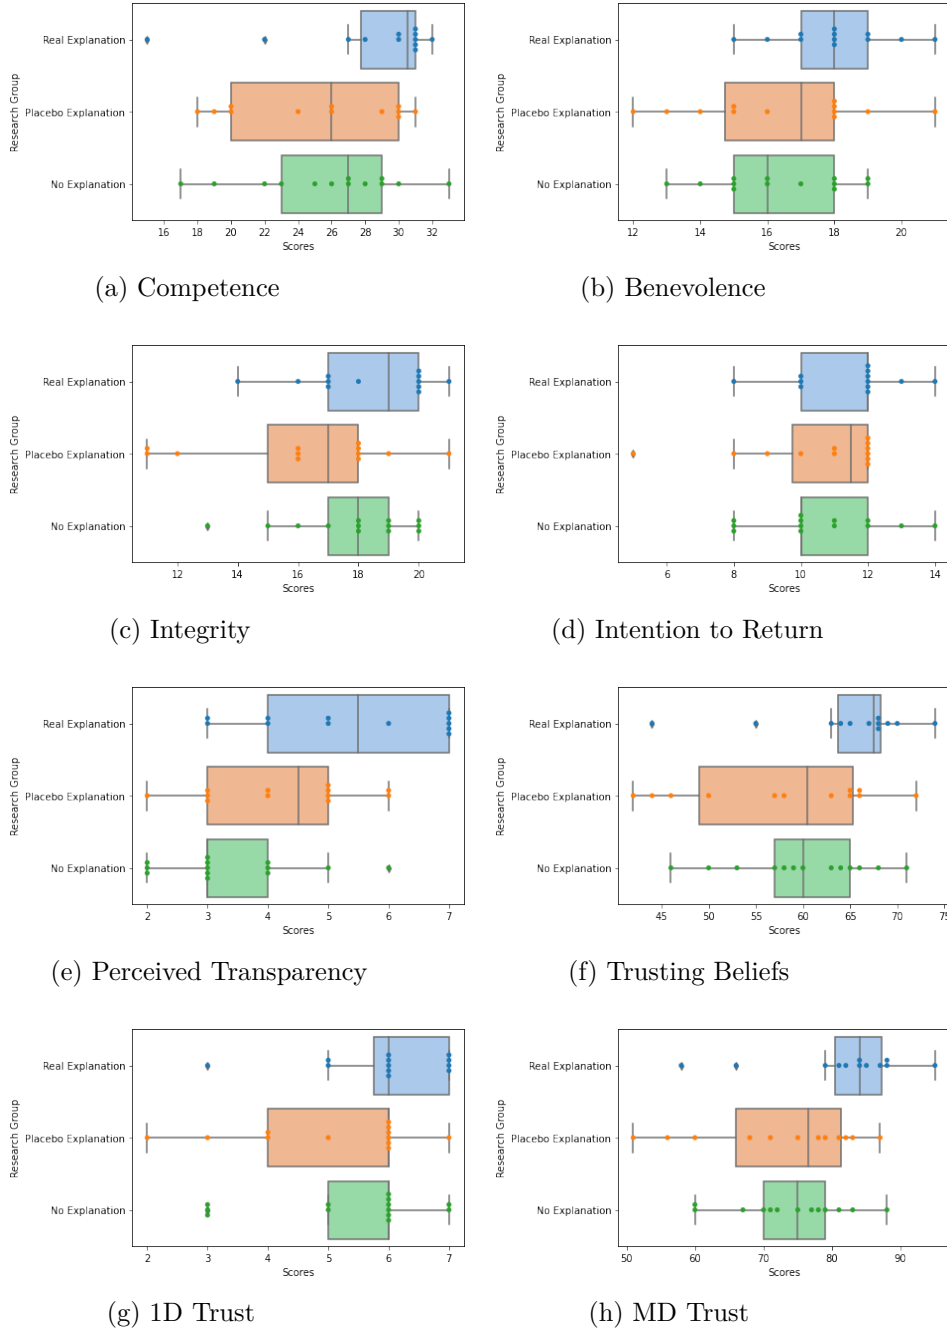 Research Group
Real Explanation
Placebo Explanation
No Explanation
16 18 20 22 24 26 28 30 32
Scores
(a) Competence
Research Group
Real Explanation
Placebo Explanation
No Explanation
12 14 16 18 20
Scores
(b) Benevolence
Research Group
Real Explanation
Placebo Explanation
No Explanation
12 14 16 18 20
Scores
(c) Integrity
Research Group
Real Explanation
Placebo Explanation
No Explanation
6 8 10 12 14
Scores
(d) Intention to Return
Research Group
Real Explanation
Placebo Explanation
No Explanation
2 3 4 5 6 7
Scores
(e) Perceived Transparency
Research Group
Real Explanation
Placebo Explanation
No Explanation
45 50 55 60 65 70 75
Scores
(f) Trusting Beliefs
Research Group
Real Explanation
Placebo Explanation
No Explanation
2 3 4 5 6 7
Scores
(g) 1D Trust
Research Group
Real Explanation
Placebo Explanation
No Explanation
50 60 70 80 90
Scores
(h) MD Trust